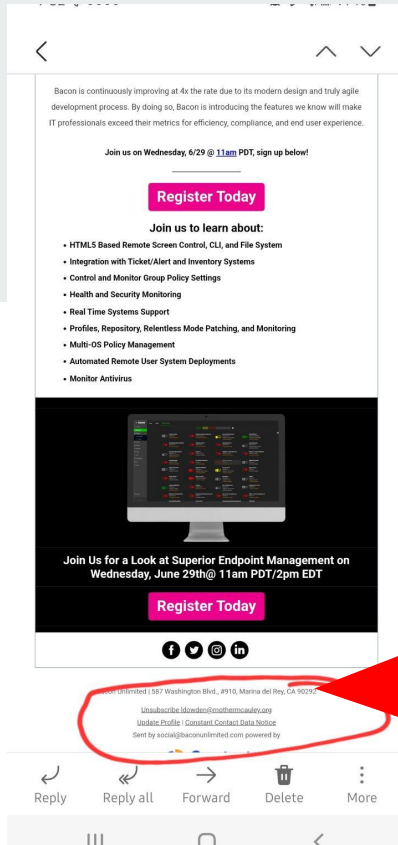 Bacon is continuously improving at 4x the rate due to its modern design and truly agile
development process. By doing so, Bacon is introducing the features we know will make
IT professionals exceed their metrics for efficiency, compliance, and end user experience.
Join us on Wednesday, 6/29 @ 11am PDT, sign up below!
Register Today
Join us to learn about:
• HTML5 Based Remote Screen Control, CLI, and File System
• Integration with Ticket/Alert and Inventory Systems
• Control and Monitor Group Policy Settings
• Health and Security Monitoring
• Real Time Systems Support
• Profiles, Repository, Relentless Mode Patching, and Monitoring
• Multi-OS Policy Management
• Automated Remote User System Deployments
• Monitor Antivirus
Join Us for a Look at Superior Endpoint Management on
Wednesday, June 29th@ 11am PDT/2pm EDT
Register Today
Unlimited | 587 Washington Blvd., #910, Marina del Rey, CA 90292
Unsubscribe ldowden@mothermcauley.org
Update Profile | Constant Contact Data Notice
Sent by social@baconunlimited.com powered by
Reply Reply all Forward Delete More